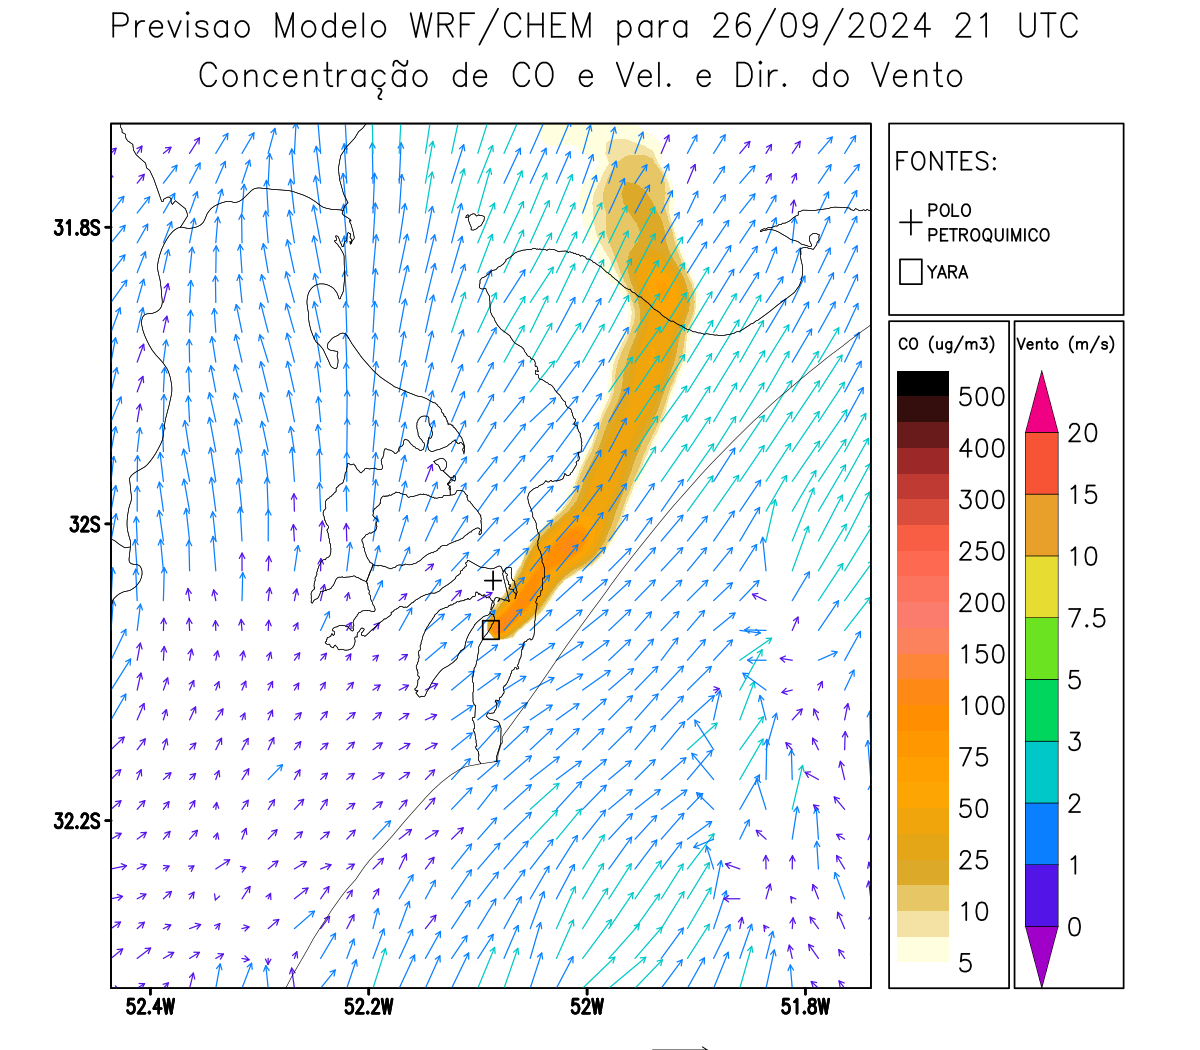 Previsao Modelo WRF/CHEM para 26/09/2024 21 UTC
Concentração de CO e Vel. e Dir. do Vento
FONTES:
POLO
PETROQUIMICO
YARA
CO (ug/m3)
500
400
300
250
200
150
100
75
50
25
10
5
Vento (m/s)
20
15
10
7.5
5
3
2
1
0
31.8S
32S
32.2S
52.4W
52.2W
52W
51.8W